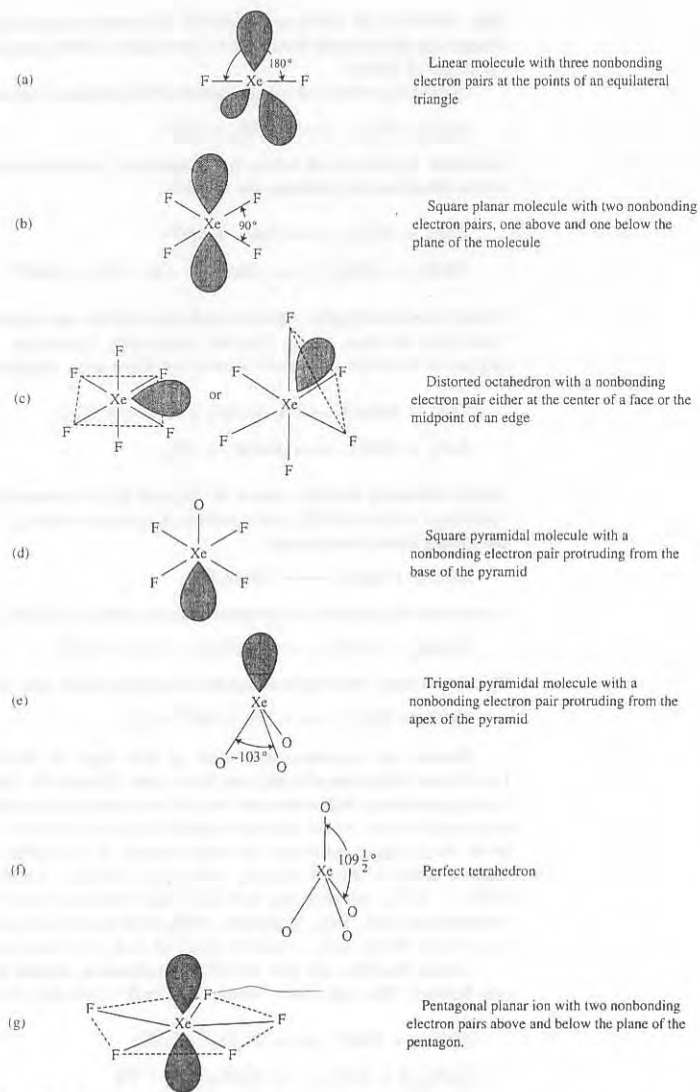 (a)
180°
F Xe F
Linear molecule with three nonbonding
electron pairs at the points of an equilateral
triangle
(b)
F F
Xe 90°
F F
Square planar molecule with two nonbonding
electron pairs, one above and one below the
plane of the molecule
(c)
F
F F
Xe
F F
F
or
F
F F
Xe
F F
F
Distorted octahedron with a nonbonding
electron pair either at the center of a face or the
midpoint of an edge
(d)
O
F F
Xe
F F
Square pyramidal molecule with a
nonbonding electron pair protruding from the
base of the pyramid
(e)
Xe
O
O ~103° O
Trigonal pyramidal molecule with a
nonbonding electron pair protruding from the
apex of the pyramid
(f)
O
109 1/2°
Xe
O
O O
Perfect tetrahedron
(g)
F F
Xe F
F F
Pentagonal planar ion with two nonbonding
electron pairs above and below the plane of the
pentagon.